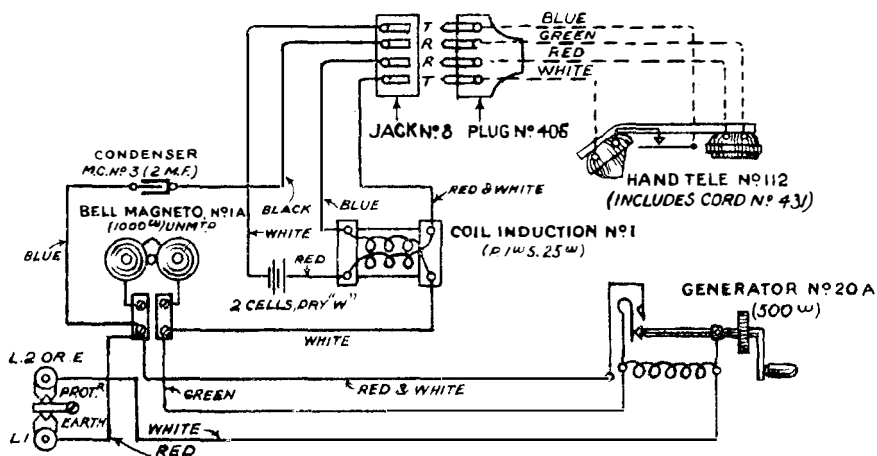 BLUE
GREEN
RED
WHITE
T
R
R
T
JACK Nº 8 PLUG Nº 406
HAND TELE Nº 112
(INCLUDES CORD Nº 431)
CONDENSER
M.C. Nº 3 (2 M.F.)
BELL MAGNETO, Nº 1A
(1000 ω) UNMTD
BLUE
BLACK
WHITE
BLUE
RED & WHITE
RED
COIL INDUCTION Nº 1
(P. 1 ω S. 25 ω)
2 CELLS, DRY "W"
WHITE
GENERATOR Nº 20 A
(500 ω)
L.2 OR E
PROTR
EARTH
L1
GREEN
RED & WHITE
WHITE
RED